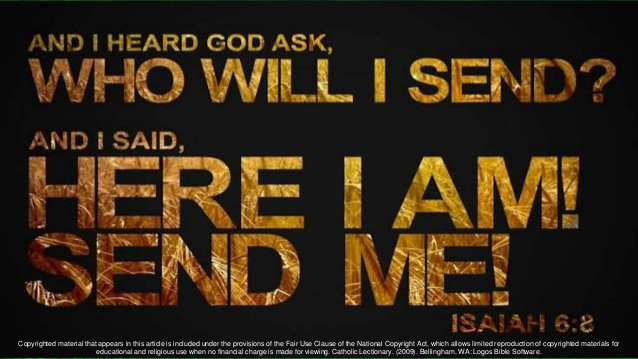 AND I HEARD GOD ASK,
WHO WILL I SEND?
AND I SAID,
HERE I AM!
SEND ME!
ISAIAH 6:8
Copyrighted material that appears in this article is included under the provisions of the Fair Use Clause of the National Copyright Act, which allows limited reproduction of copyrighted materials for
educational and religious use when no financial charge is made for viewing. Catholic Lectionary. (2009). Bellingham, WA: Logos Bible Software.